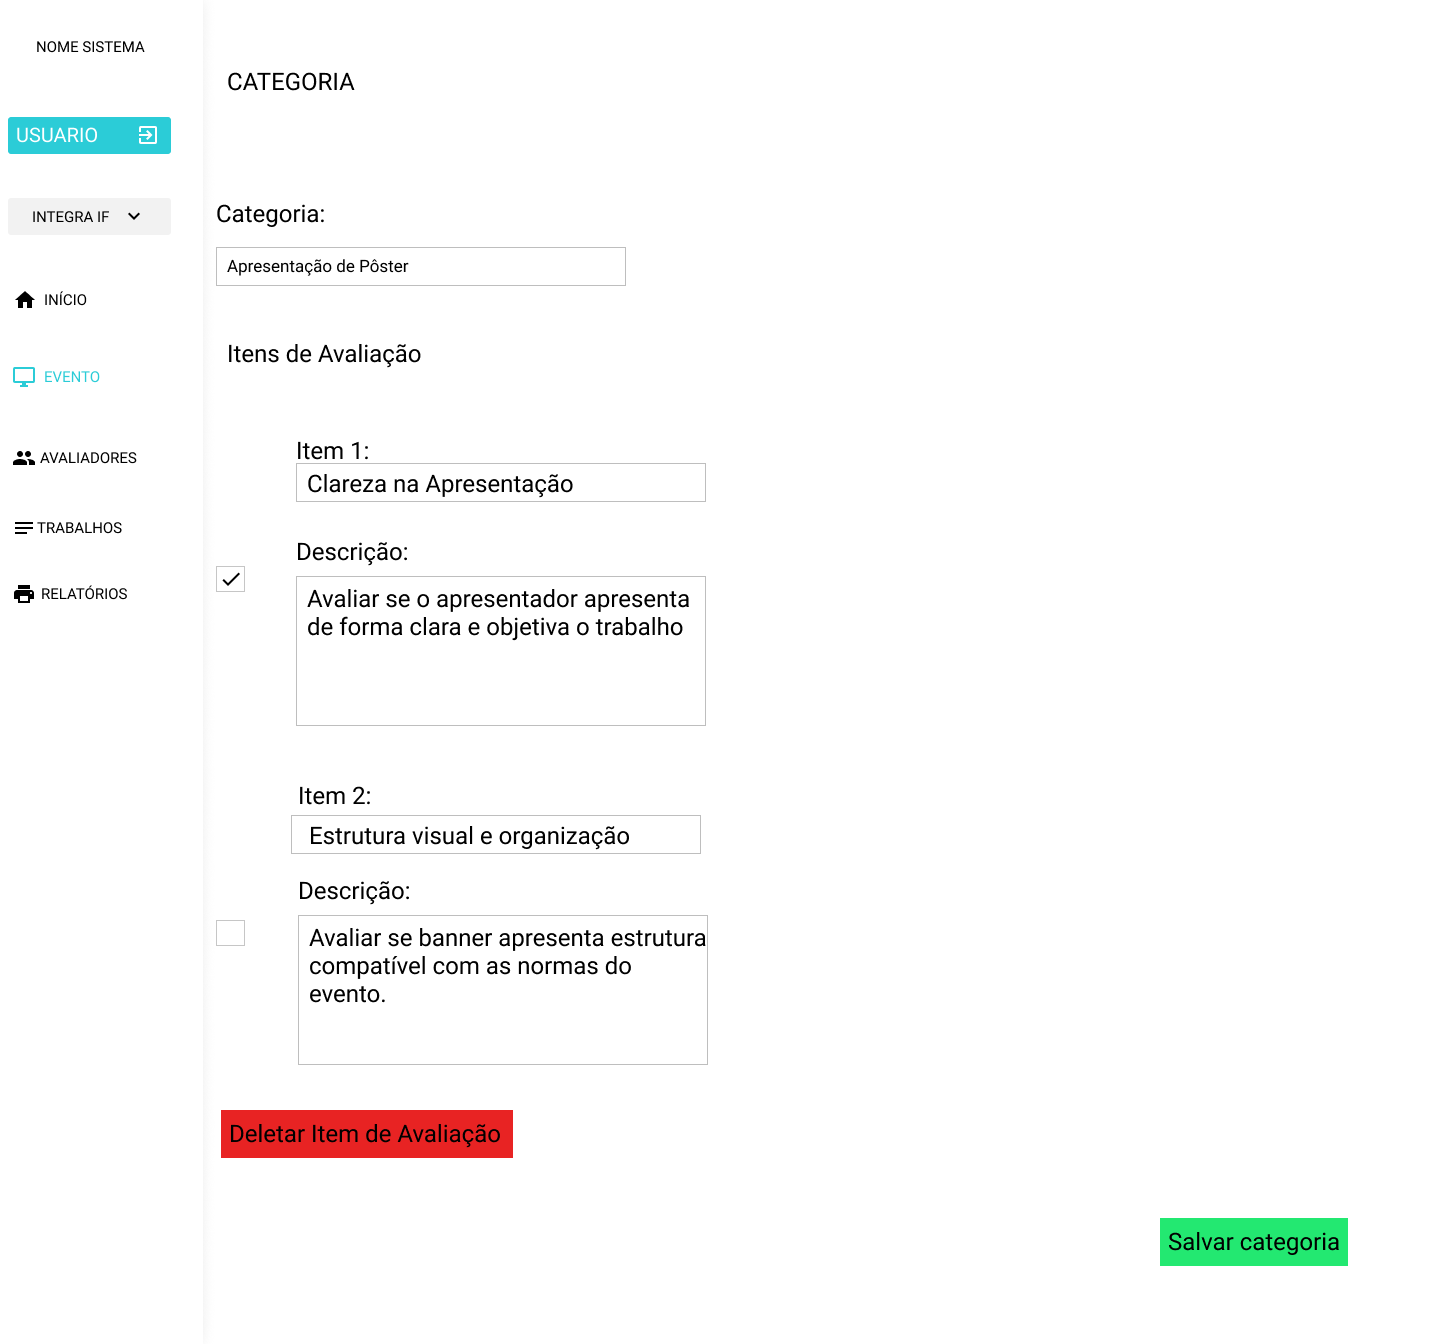 NOME SISTEMA
USUARIO
INTEGRA IF
INÍCIO
EVENTO
AVALIADORES
TRABALHOS
RELATÓRIOS
CATEGORIA
Categoria:
Apresentação de Pôster
Itens de Avaliação
Item 1:
Clareza na Apresentação
Descrição:
Avaliar se o apresentador apresenta
de forma clara e objetiva o trabalho
Item 2:
Estrutura visual e organização
Descrição:
Avaliar se banner apresenta estrutura
compatível com as normas do
evento.
Deletar Item de Avaliação
Salvar categoria